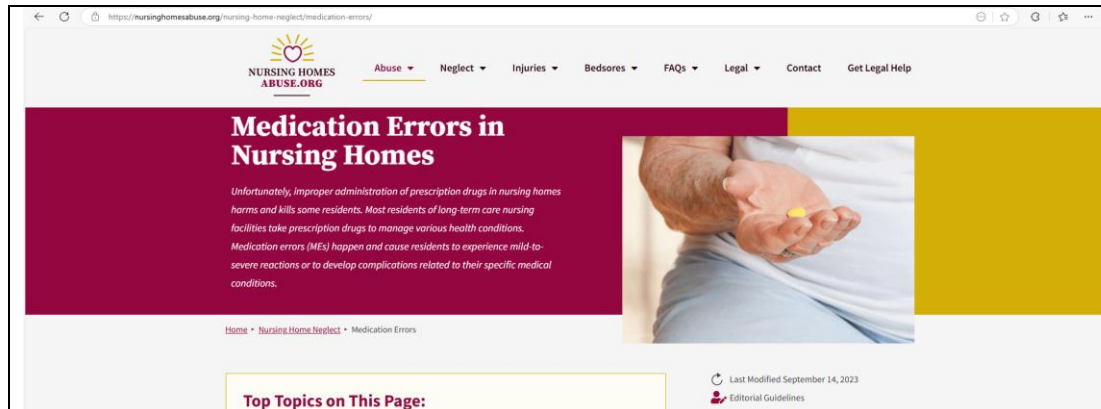 https://nursinghomesabuse.org/nursing-home-neglect/medication-errors/
NURSING HOMES
ABUSE.ORG
Abuse Neglect Injuries Bedsores FAQs Legal Contact Get Legal Help
Medication Errors in
Nursing Homes
Unfortunately, improper administration of prescription drugs in nursing homes
harms and kills some residents. Most residents of long-term care nursing
facilities take prescription drugs to manage various health conditions.
Medication errors (MEs) happen and cause residents to experience mild-to-
severe reactions or to develop complications related to their specific medical
conditions.
Home • Nursing Home Neglect • Medication Errors
Last Modified September 14, 2023
Top Topics on This Page:
Editorial Guidelines